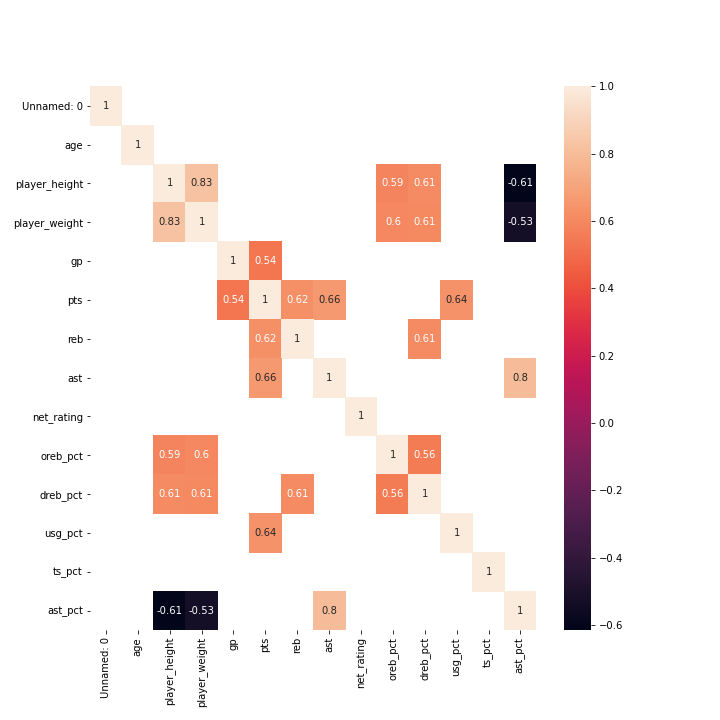 Unnamed: 0 1
age 1
player_height 1 0.83 0.59 0.61 -0.61
player_weight 0.83 1 0.6 0.61 -0.53
gp 1 0.54
pts 0.54 1 0.62 0.66 0.64
reb 0.62 1 0.61
ast 0.66 1 0.8
net_rating 1
oreb_pct 0.59 0.6 1 0.56
dreb_pct 0.61 0.61 0.61 0.56 1
usg_pct 0.64 1
ts_pct 1
ast_pct -0.61 -0.53 0.8 1
Unnamed: 0 age player_height player_weight gp pts reb ast net_rating oreb_pct dreb_pct usg_pct ts_pct ast_pct
1.0
0.8
0.6
0.4
0.2
0.0
−0.2
−0.4
−0.6